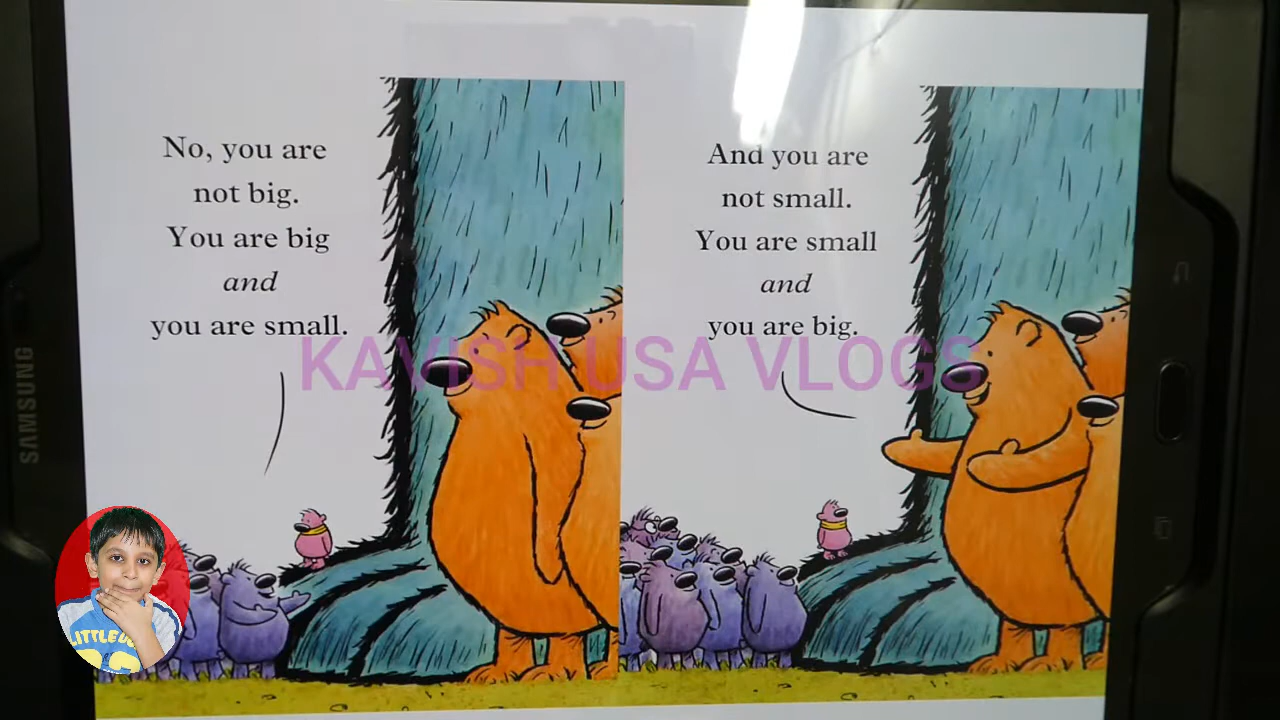 No, you are
not big.
You are big
and
you are small.
And you are
not small.
You are small
and
you are big.
KAVISH USA VLOGS
SAMSUNG